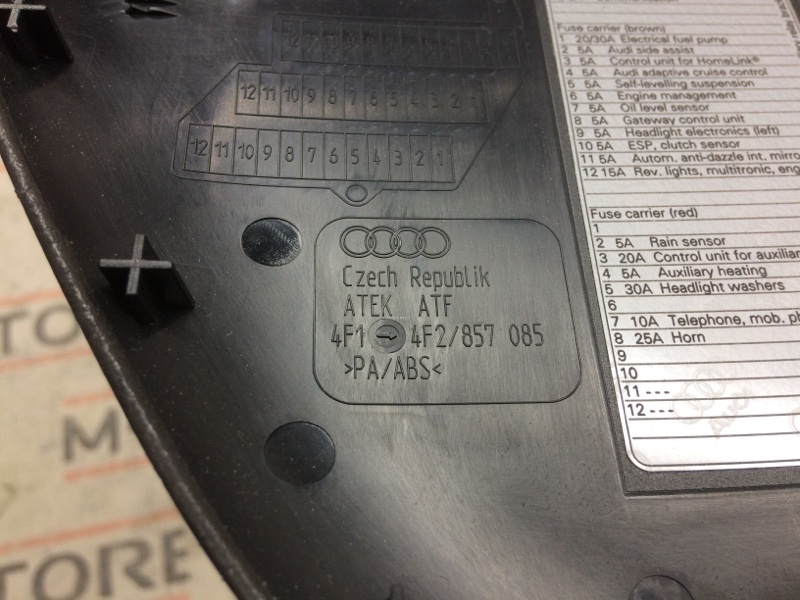 12 11 10 9 8 7 6 5 4 3 2 1
12 11 10 9 8 7 6 5 4 3 2 1
Czech Republik
ATEK ATF
4F1 4F2/857 085
>PA/ABS<
Fuse carrier (brown)
1 20/30A Electrical fuel pump
2 5A Audi side assist
3 5A Control unit for HomeLink®
4 5A Audi adaptive cruise control
5 5A Self-levelling suspension
6 5A Engine management
7 5A Oil level sensor
8 5A Gateway control unit
9 5A Headlight electronics (left)
10 5A ESP, clutch sensor
11 5A Autom. anti-dazzle int. mirro
12 15A Rev. lights, multitronic, eng
Fuse carrier (red)
1
2 5A Rain sensor
3 20A Control unit for auxiliar
4 5A Auxiliary heating
5 30A Headlight washers
6
7 10A Telephone, mob. ph
8 25A Horn
9
10
11 ---
12 ---
Audi
TORE
M
TORE